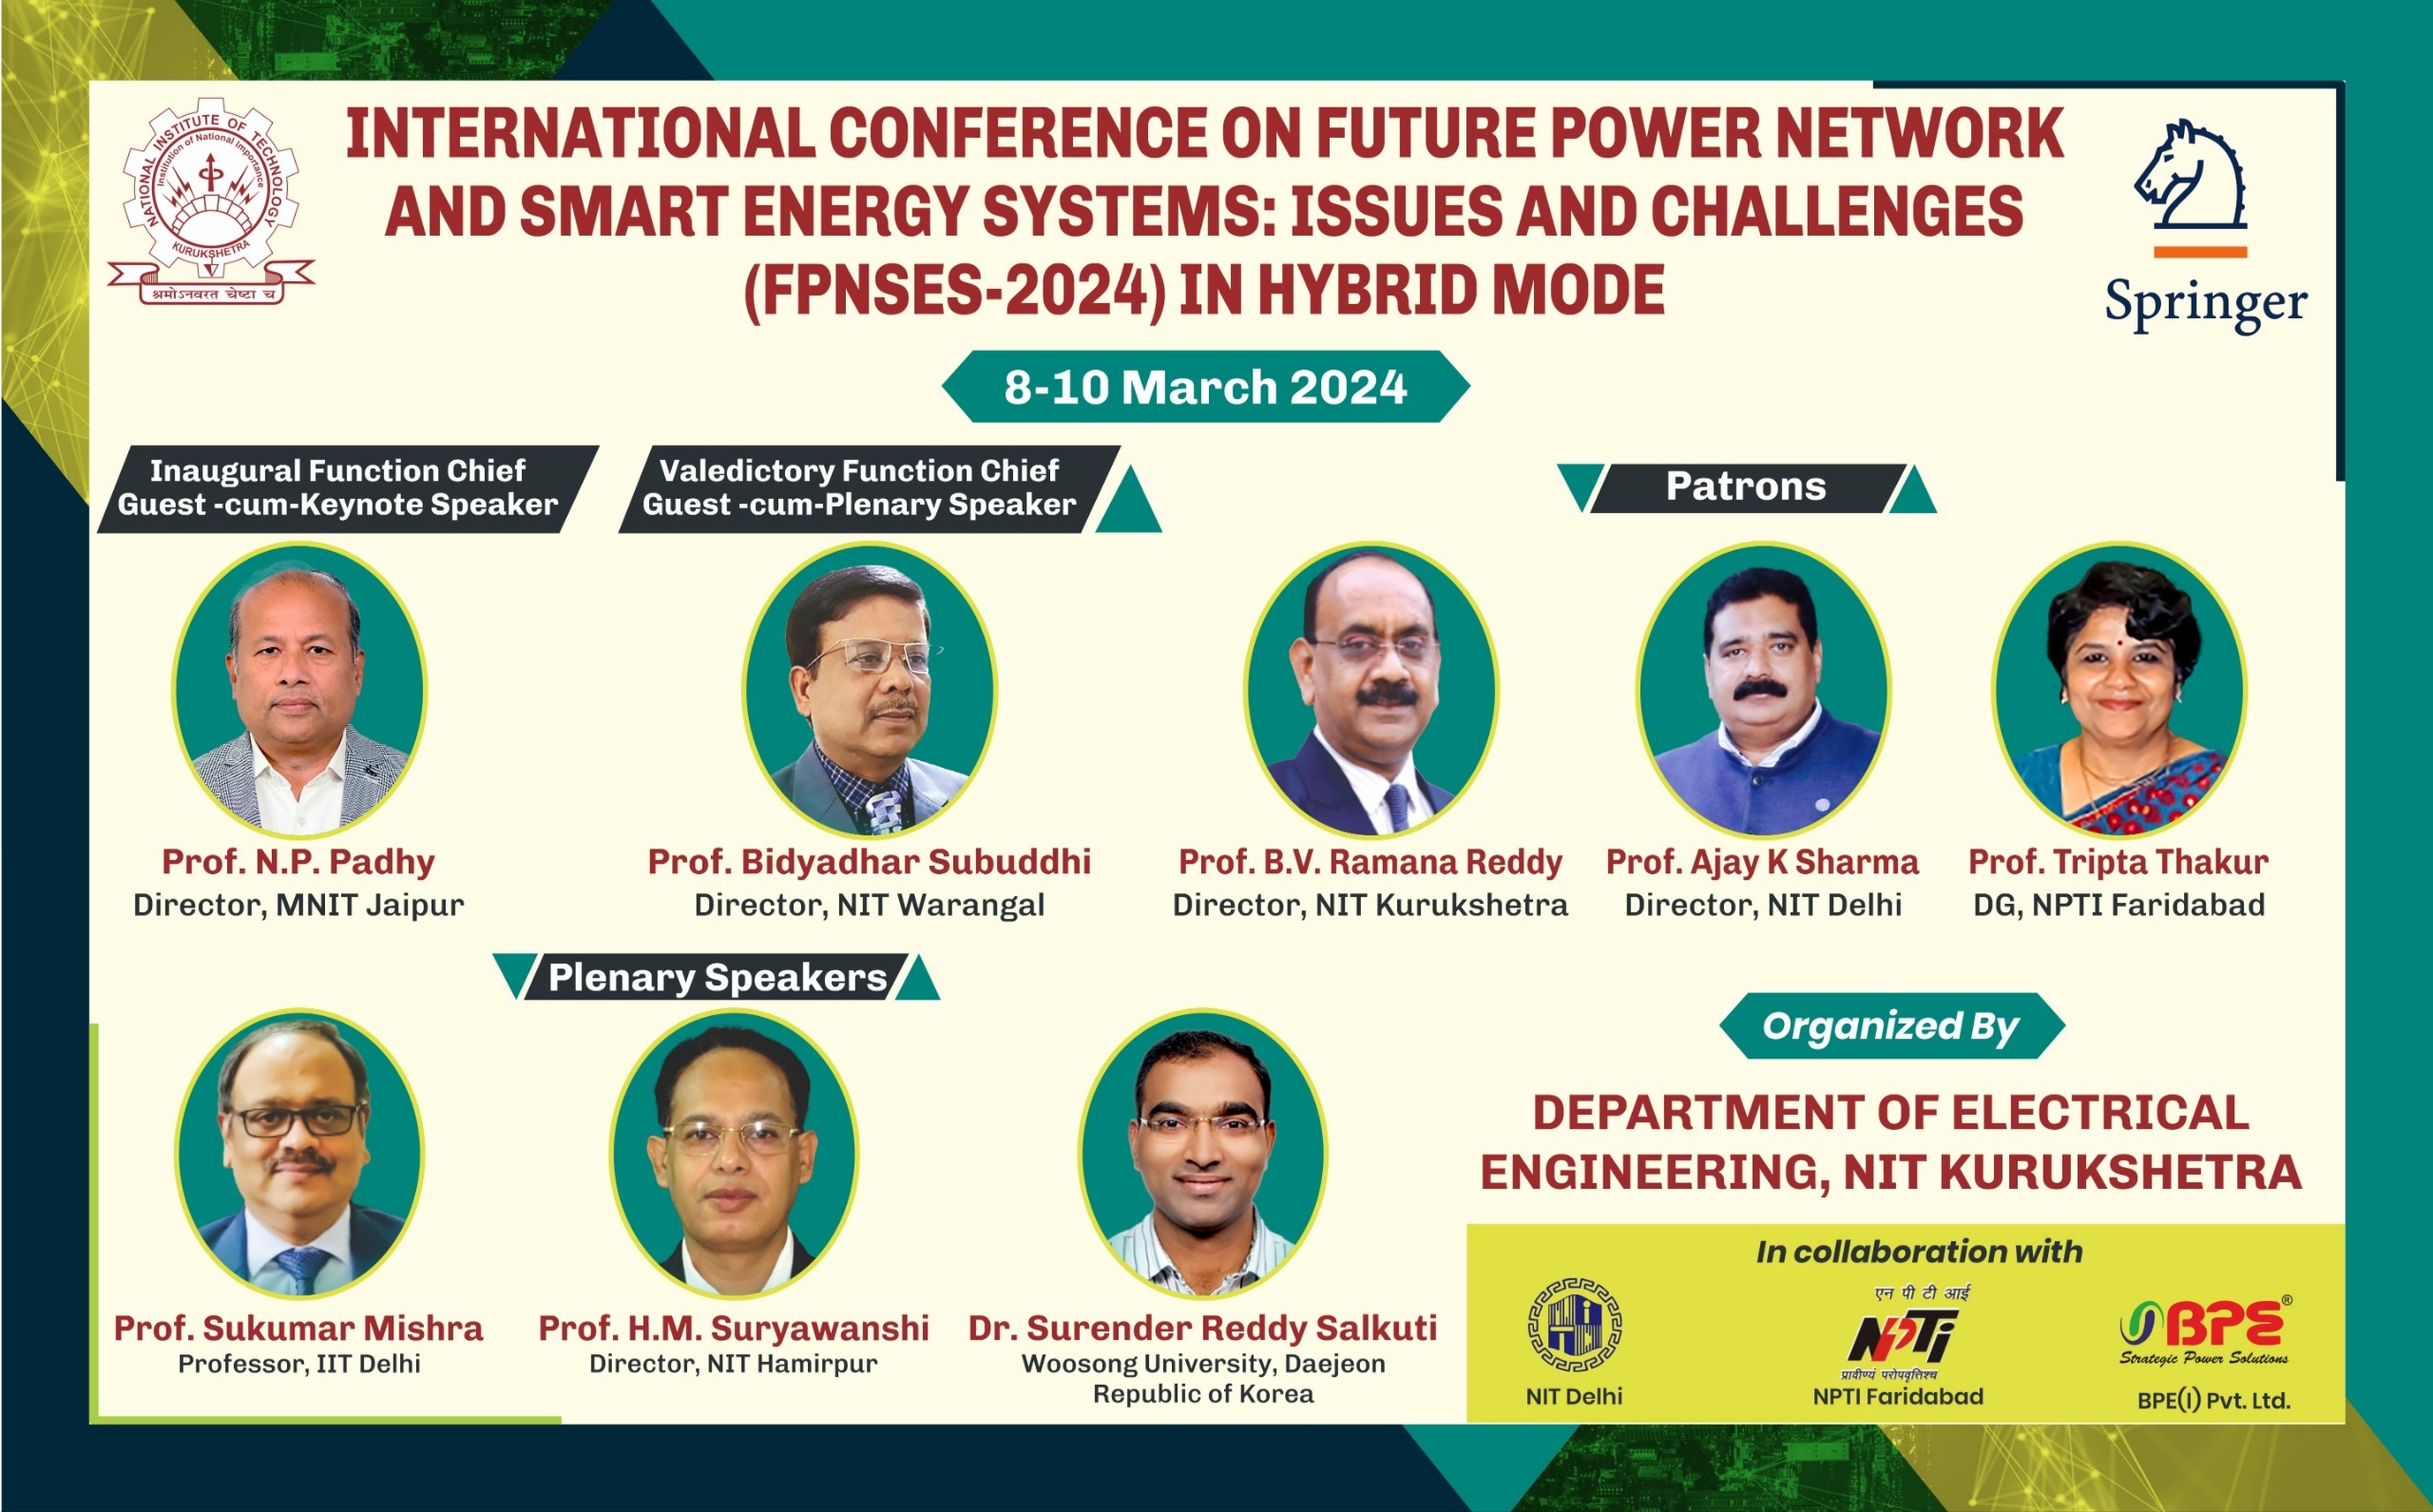 NATIONAL INSTITUTE OF TECHNOLOGY
Institution of National Importance
KURUKSHETRA
श्रमोऽनवरत चेष्टा च
INTERNATIONAL CONFERENCE ON FUTURE POWER NETWORK
AND SMART ENERGY SYSTEMS: ISSUES AND CHALLENGES
(FPNSES-2024) IN HYBRID MODE
Springer
8-10 March 2024
Inaugural Function Chief
Guest -cum-Keynote Speaker
Valedictory Function Chief
Guest -cum-Plenary Speaker
Patrons
Prof. N.P. Padhy
Director, MNIT Jaipur
Prof. Bidyadhar Subuddhi
Director, NIT Warangal
Prof. B.V. Ramana Reddy
Director, NIT Kurukshetra
Prof. Ajay K Sharma
Director, NIT Delhi
Prof. Tripta Thakur
DG, NPTI Faridabad
Plenary Speakers
Prof. Sukumar Mishra
Professor, IIT Delhi
Prof. H.M. Suryawanshi
Director, NIT Hamirpur
Dr. Surender Reddy Salkuti
Woosong University, Daejeon
Republic of Korea
Organized By
DEPARTMENT OF ELECTRICAL
ENGINEERING, NIT KURUKSHETRA
In collaboration with
NIT Delhi
एन पी टी आई
NPTi
प्रावीण्यं परोपवृत्तिश्च
NPTI Faridabad
BPE®
Strategic Power Solutions
BPE(I) Pvt. Ltd.